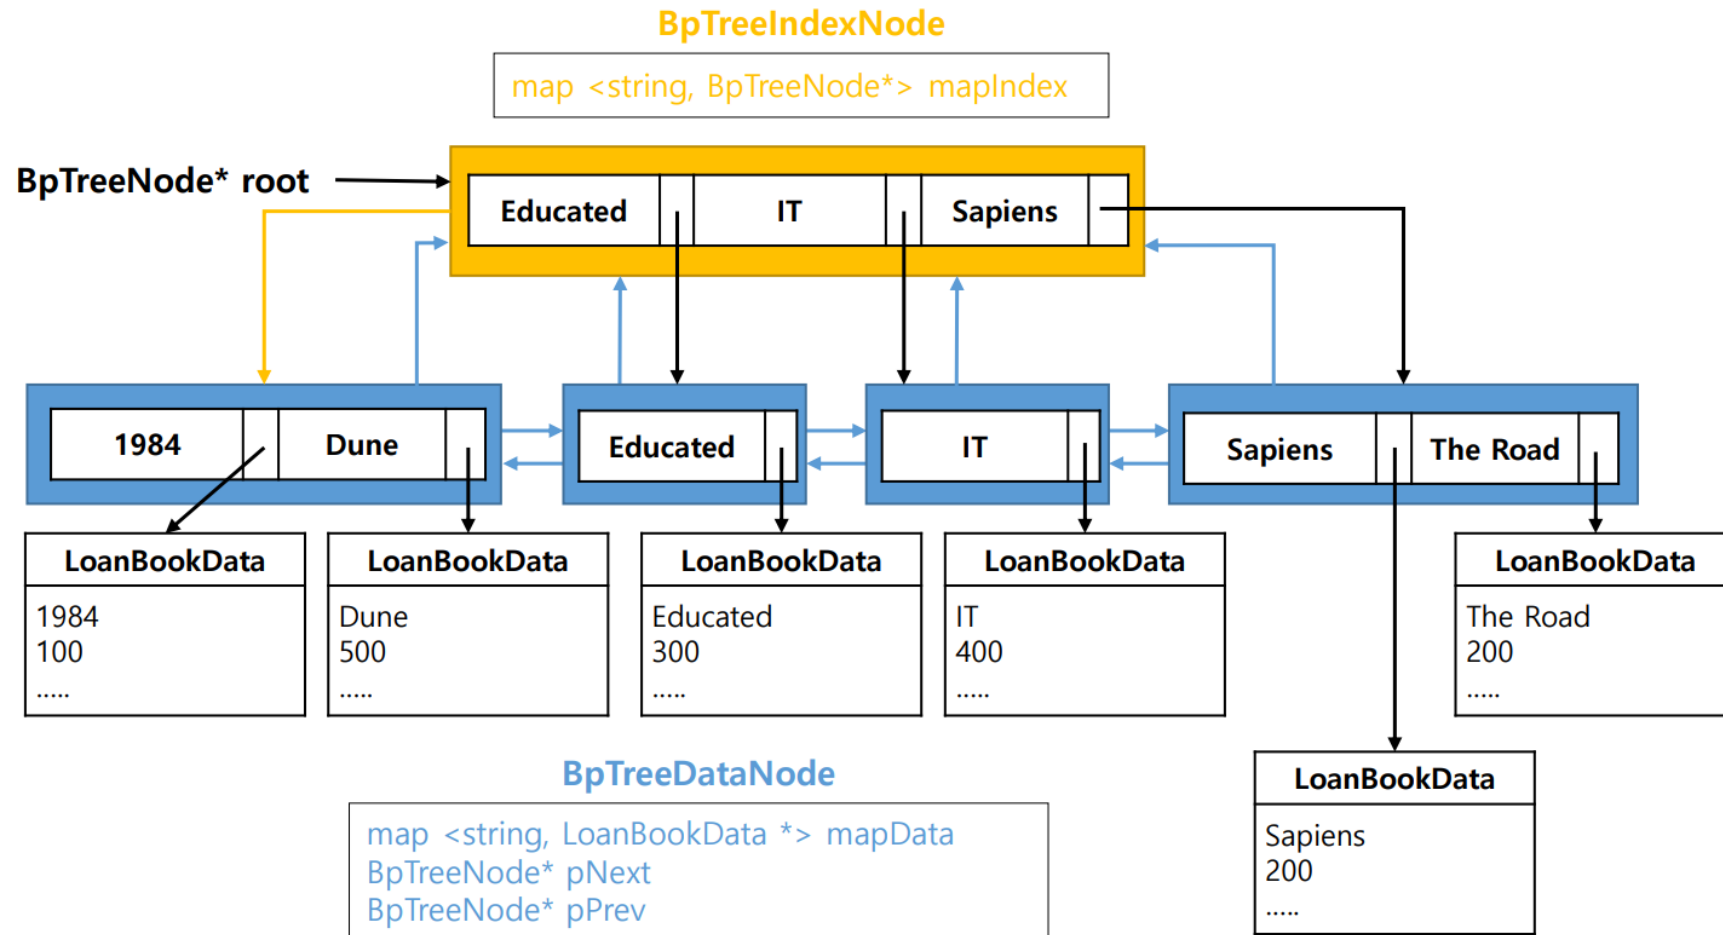 BpTreeIndexNode
map <string, BpTreeNode*> mapIndex
BpTreeNode* root
Educated IT Sapiens
1984 Dune Educated IT Sapiens The Road
LoanBookData
1984
100
.....
LoanBookData
Dune
500
.....
LoanBookData
Educated
300
.....
LoanBookData
IT
400
.....
LoanBookData
The Road
200
.....
LoanBookData
Sapiens
200
.....
BpTreeDataNode
map <string, LoanBookData *> mapData
BpTreeNode* pNext
BpTreeNode* pPrev